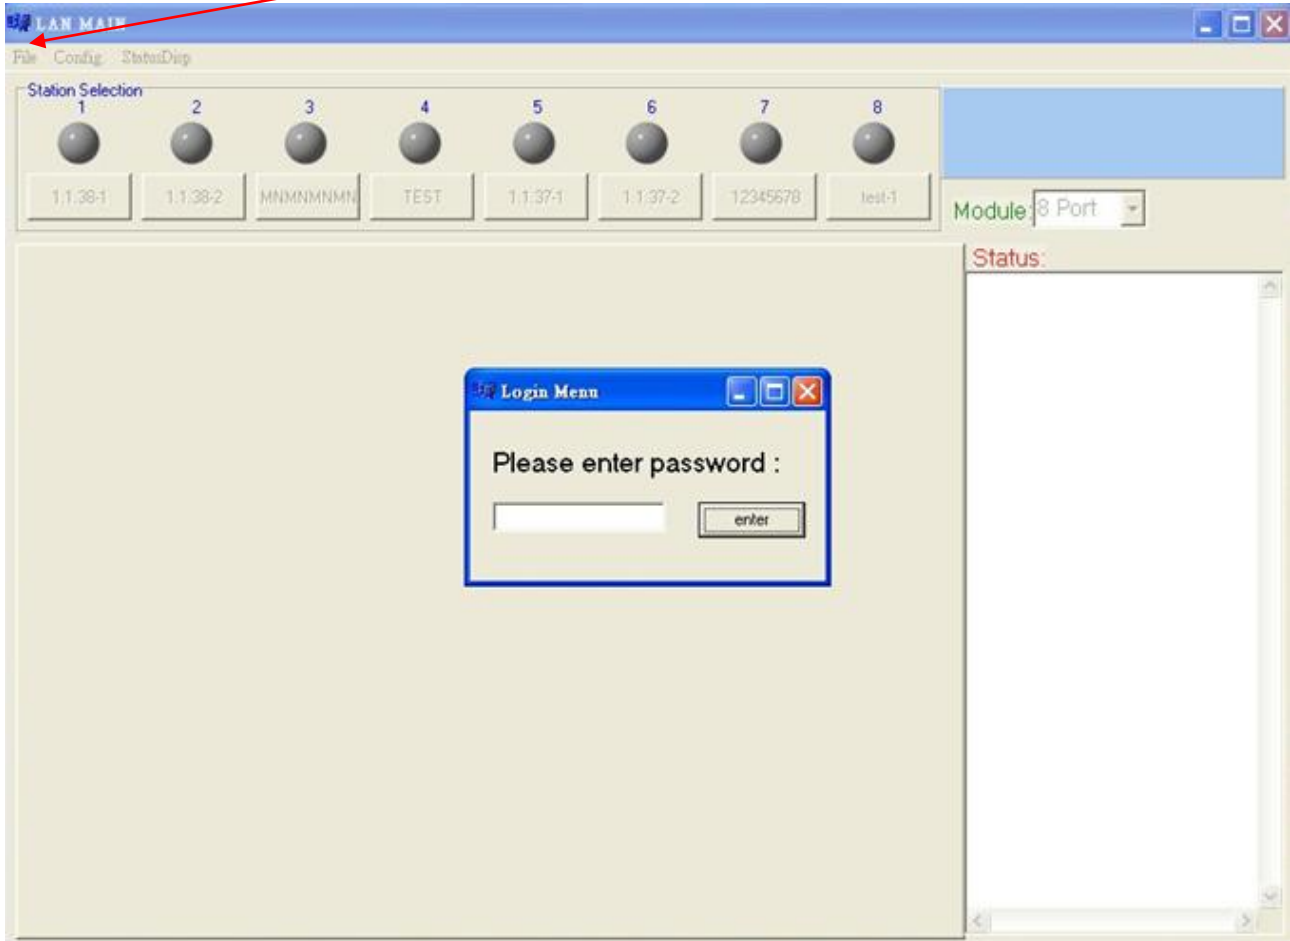 LAN MAIN
File Config StatusDisp
Station Selection
1 2 3 4 5 6 7 8
1.1.38-1 1.1.38-2 MNMNMNMN TEST 1.1.37-1 1.1.37-2 12345678 test-1
Module: 8 Port
Status:
Login Menu
Please enter password :
enter